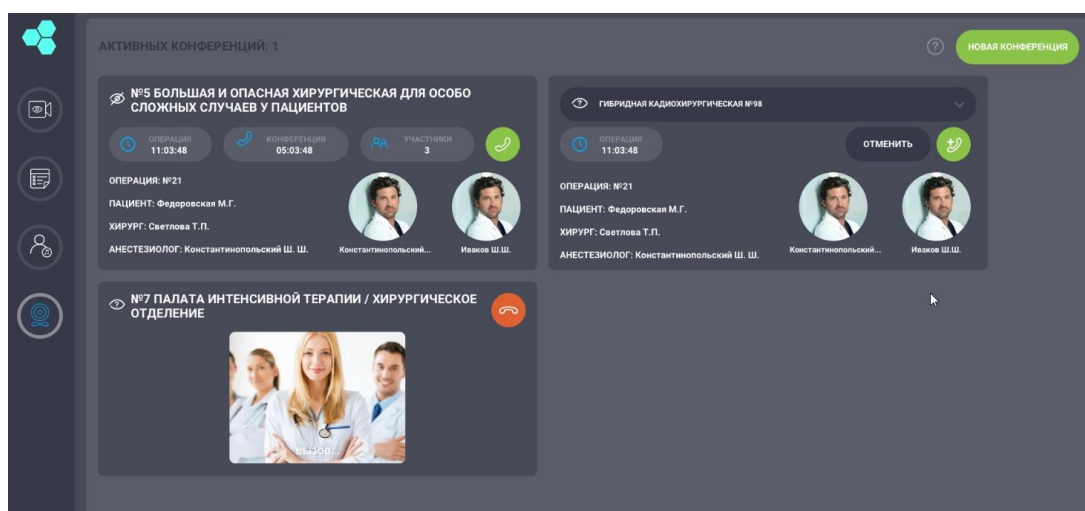 АКТИВНЫХ КОНФЕРЕНЦИЙ: 1
НОВАЯ КОНФЕРЕНЦИЯ
№5 БОЛЬШАЯ И ОПАСНАЯ ХИРУРГИЧЕСКАЯ ДЛЯ ОСОБО
СЛОЖНЫХ СЛУЧАЕВ У ПАЦИЕНТОВ
ОПЕРАЦИЯ
11:03:48
КОНФЕРЕНЦИЯ
05:03:48
УЧАСТНИКИ
3
ОПЕРАЦИЯ: №21
ПАЦИЕНТ: Федоровская М.Г.
ХИРУРГ: Светлова Т.П.
АНЕСТЕЗИОЛОГ: Константинопольский Ш. Ш.
Константинопольский...
Иваков Ш.Ш.
ГИБРИДНАЯ КАДИОХИРУРГИЧЕСКАЯ №98
ОПЕРАЦИЯ
11:03:48
ОТМЕНИТЬ
ОПЕРАЦИЯ: №21
ПАЦИЕНТ: Федоровская М.Г.
ХИРУРГ: Светлова Т.П.
АНЕСТЕЗИОЛОГ: Константинопольский Ш. Ш.
Константинопольский...
Иваков Ш.Ш.
№7 ПАЛАТА ИНТЕНСИВНОЙ ТЕРАПИИ / ХИРУРГИЧЕСКОЕ
ОТДЕЛЕНИЕ
ВЫЗОВ...